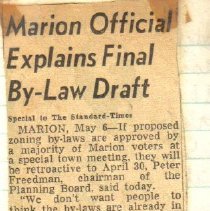 Marion Official
Explains Final
By-Law Draft
Special to The Standard-Times
MARION, May 6—If proposed
zoning by-laws are approved by
a majority of Marion voters at
a special town meeting, they will
be retroactive to April 30, Peter
Freedman, chairman of the
Planning Board, said today.
"We don't want people to
think the by-laws are already in